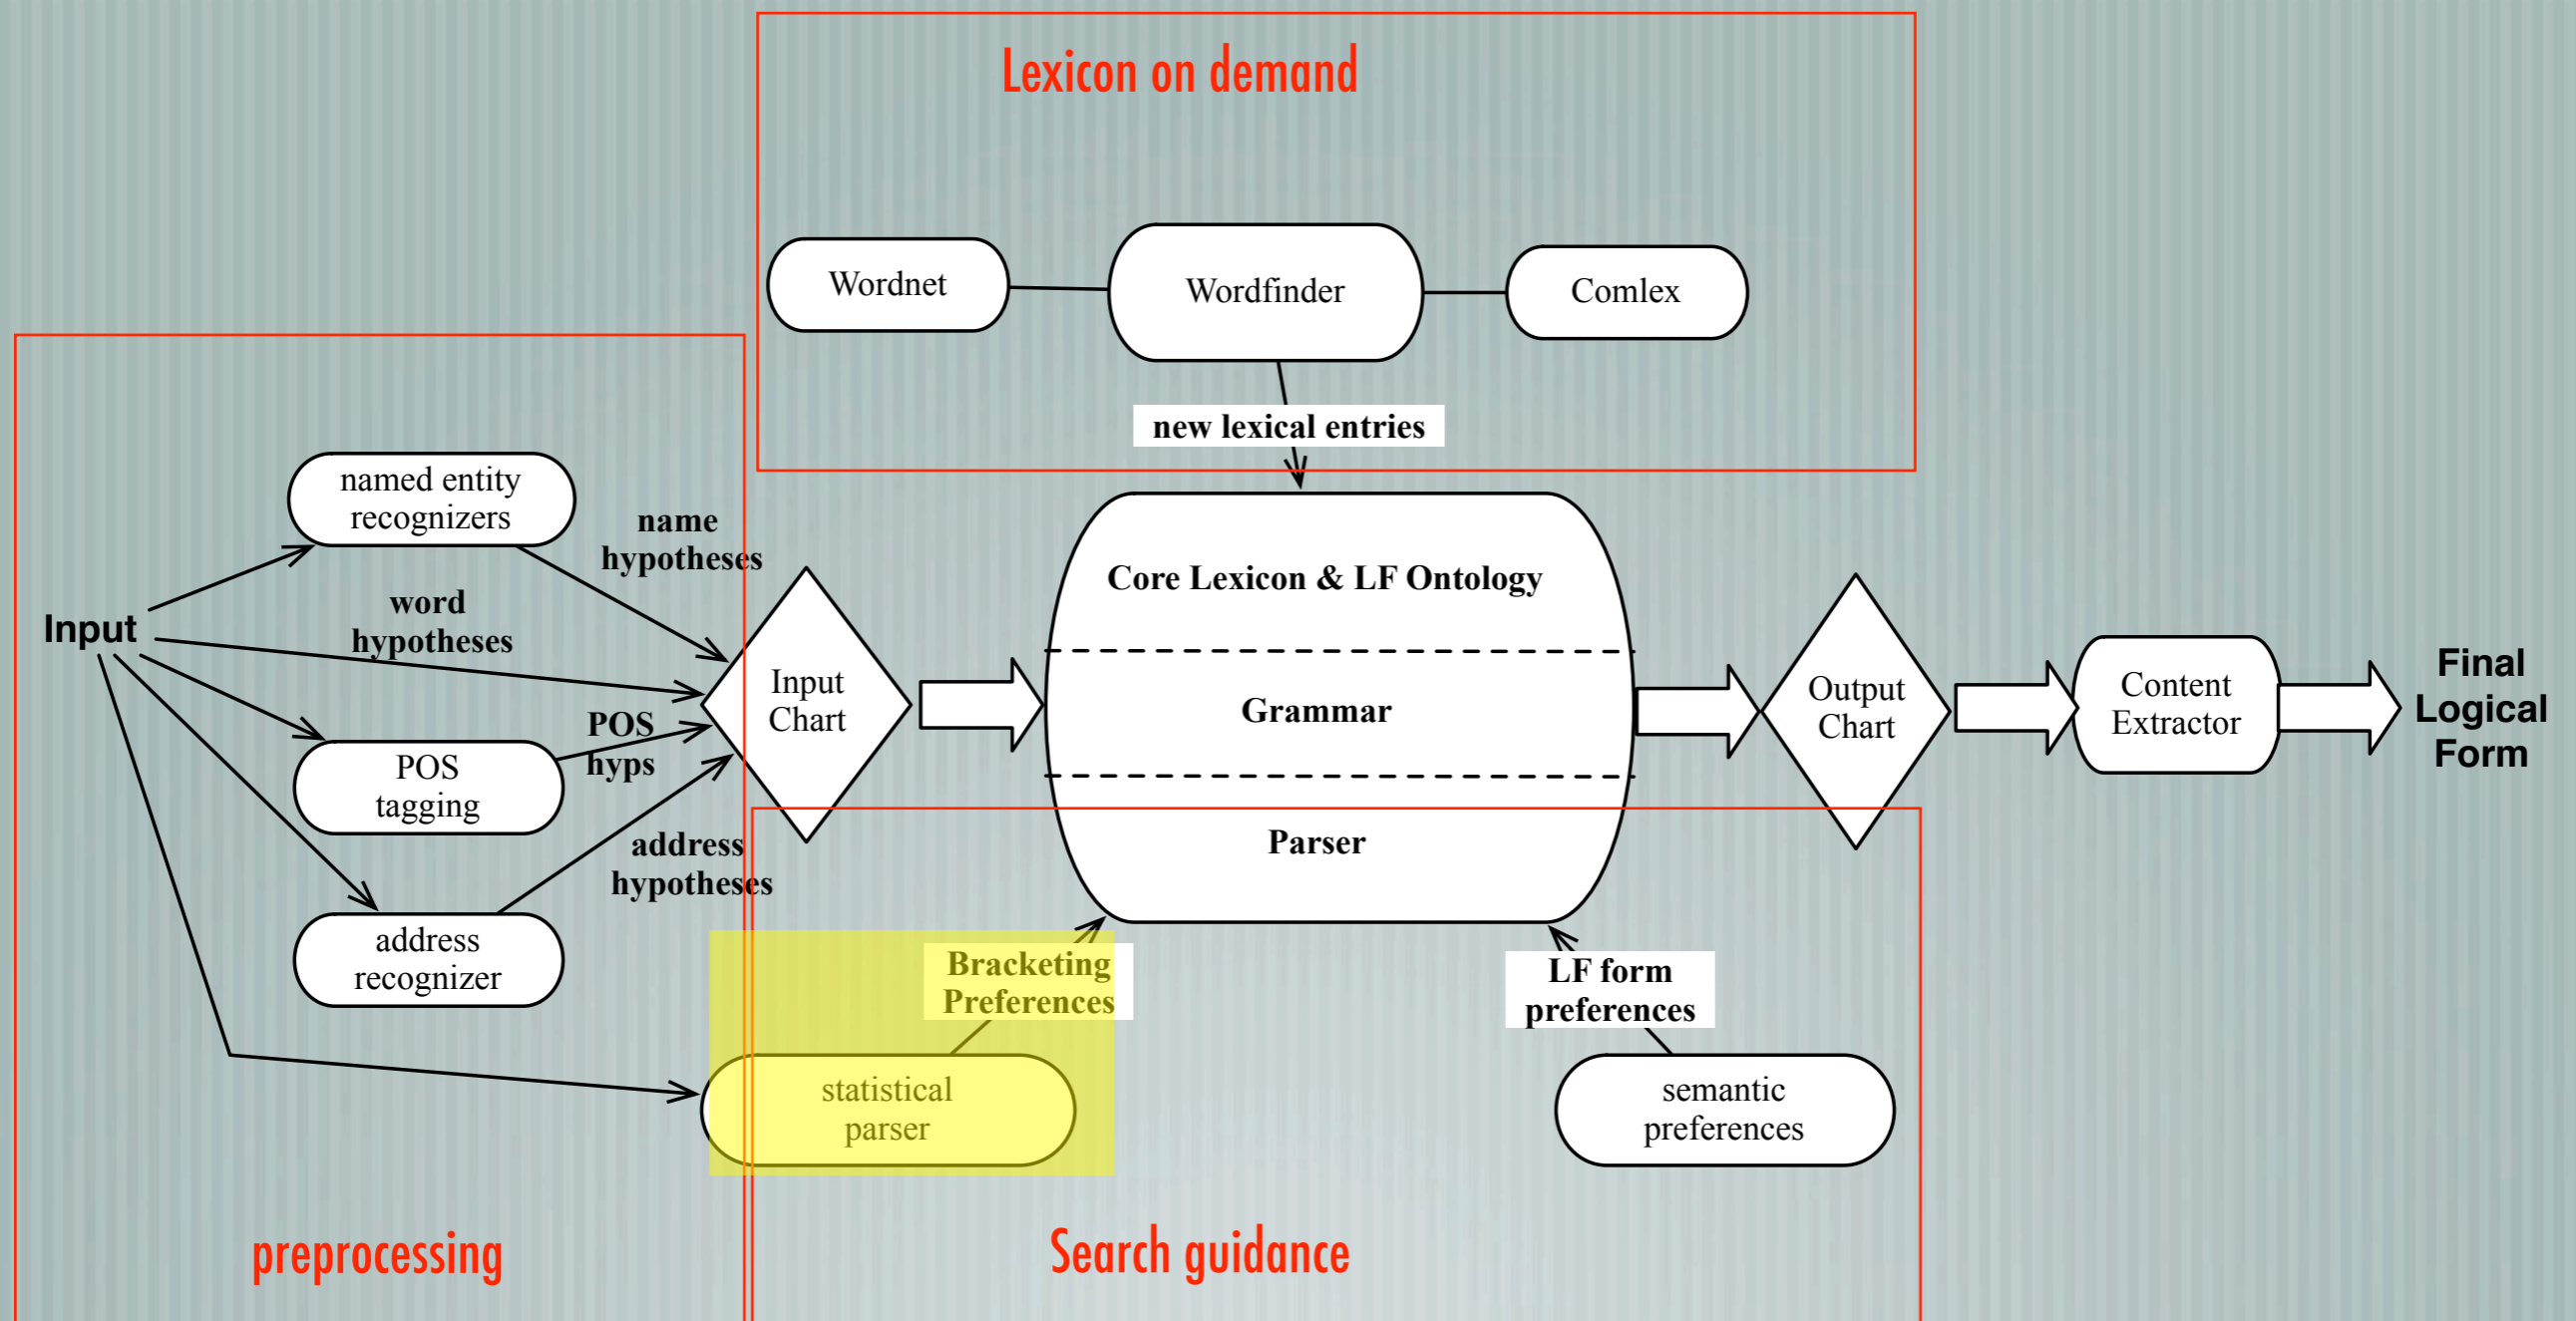 Lexicon on demand
Wordnet
Wordfinder
Comlex
new lexical entries
named entity
recognizers
name
hypotheses
word
hypotheses
Input
POS
hyps
POS
tagging
address
hypotheses
address
recognizer
Input
Chart
Core Lexicon & LF Ontology
Grammar
Parser
Output
Chart
Content
Extractor
Final
Logical
Form
Bracketing
Preferences
LF form
preferences
statistical
parser
semantic
preferences
preprocessing
Search guidance